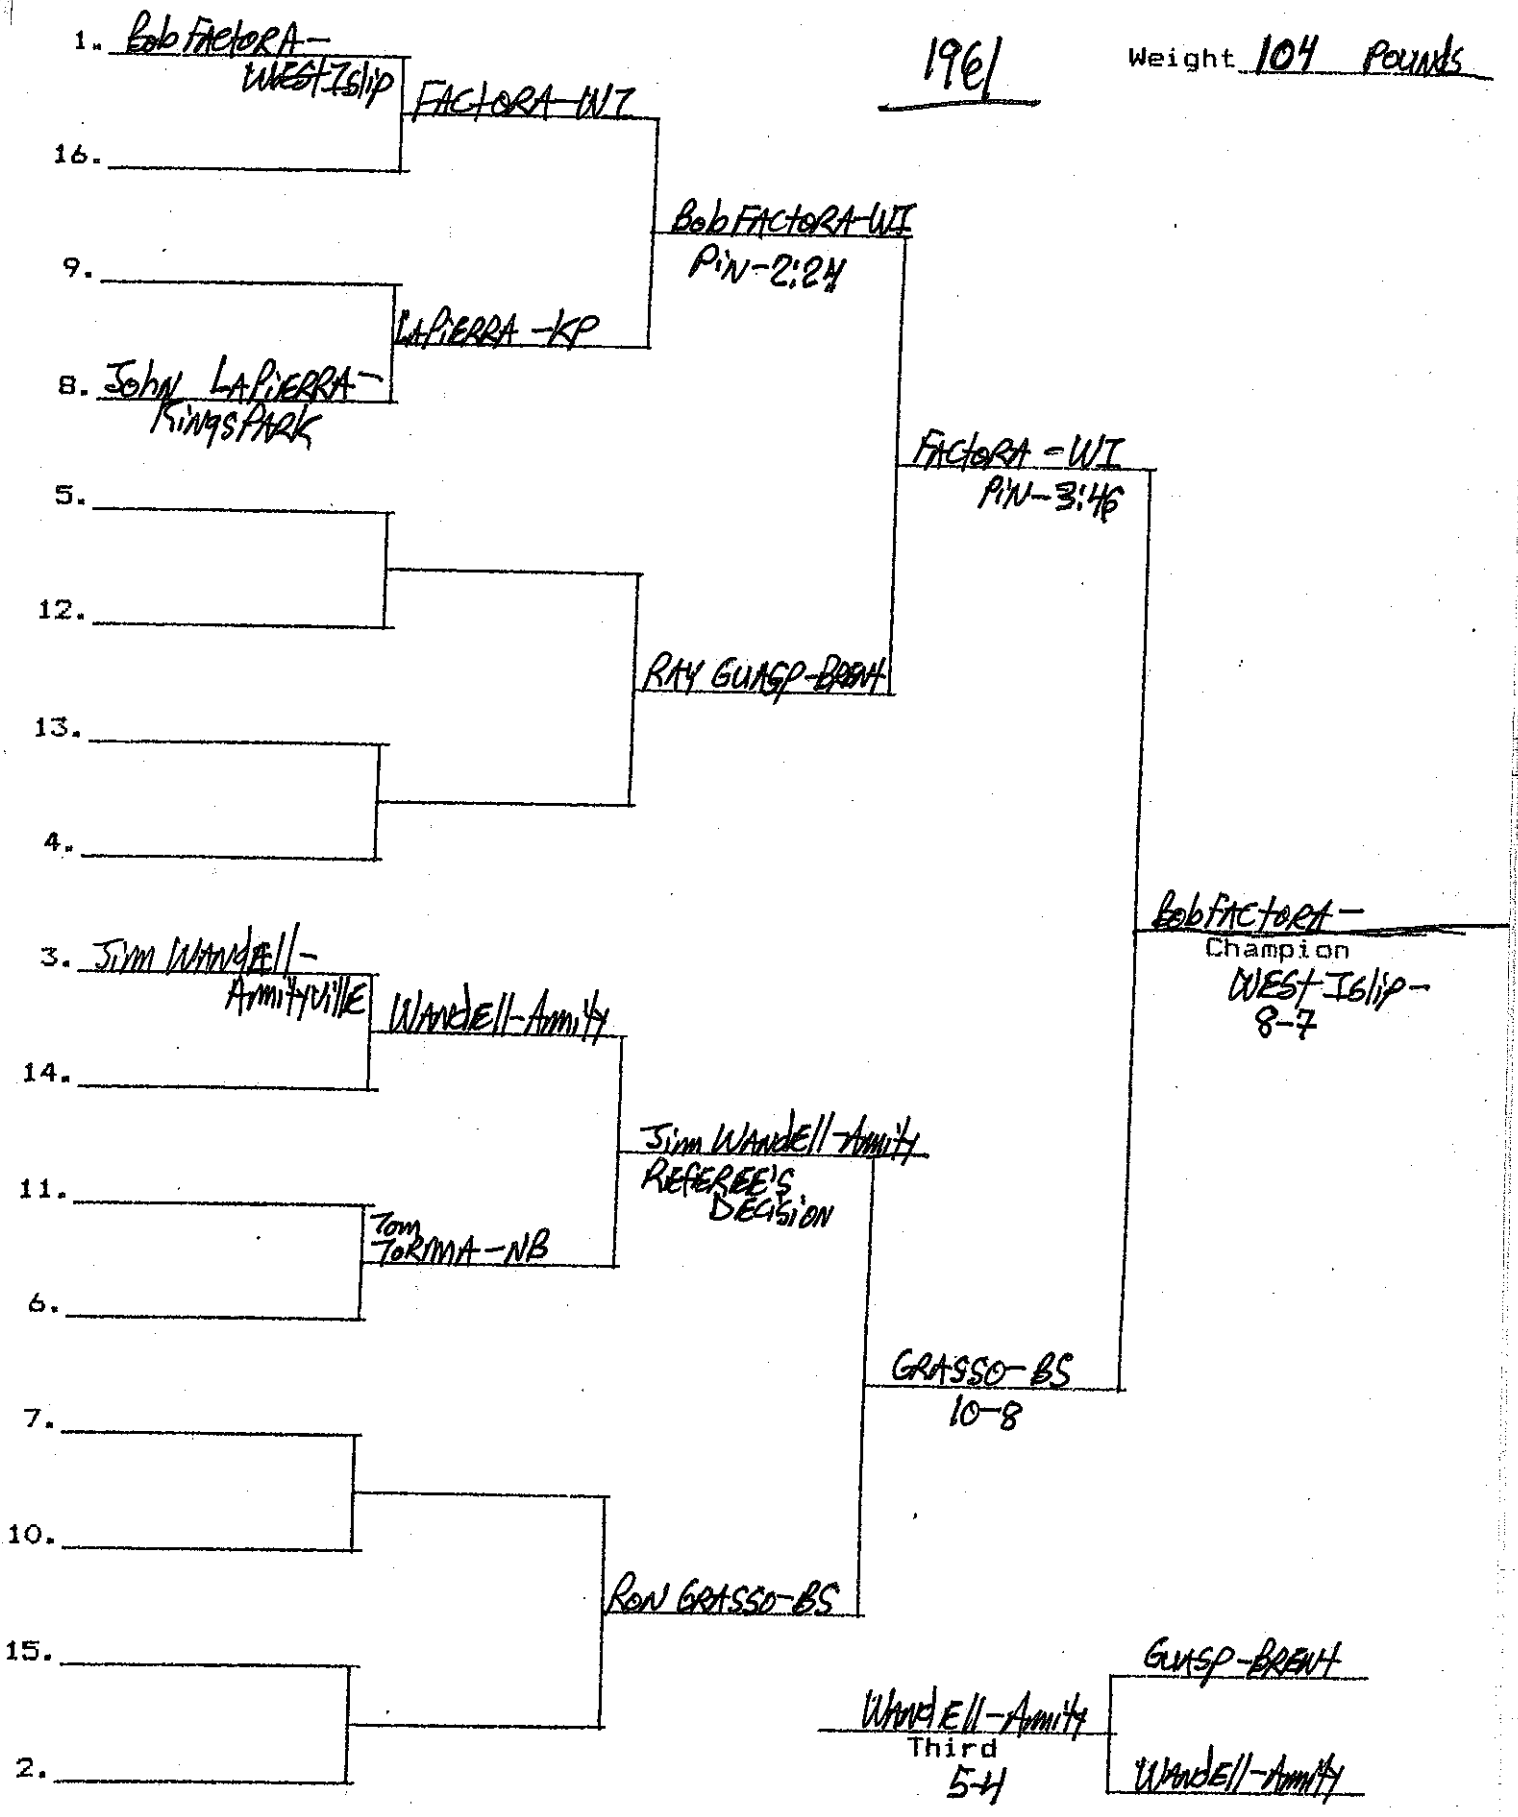 1961
Weight 104 Pounds
1. Bob FActoRA-
WEST Islip
FACtoRA-WI
16.
Bob FACtoRA-WI
PiN-2:24
9.
LAPiERRA-KP
8. JohN LAPiERRA-
KiNgs PARK
FActoRA-WI
PiN-3:46
5.
12.
RAY GUASP-BRENt
13.
4.
Bob FACtoRA-
Champion
WESt Islip-
8-7
3. Jim WANdEll-
AmityvillE
WANdEll-Amity
14.
Jim WANdEll-Amity
REfEREE'S
DECiSiON
11.
Tom
ToRMA-NB
6.
GRASSO-BS
10-8
7.
10.
RoN GRASSO-BS
15.
GUASP-BRENt
WANdEll-Amity
Third
5-4
WANdEll-Amity
2.